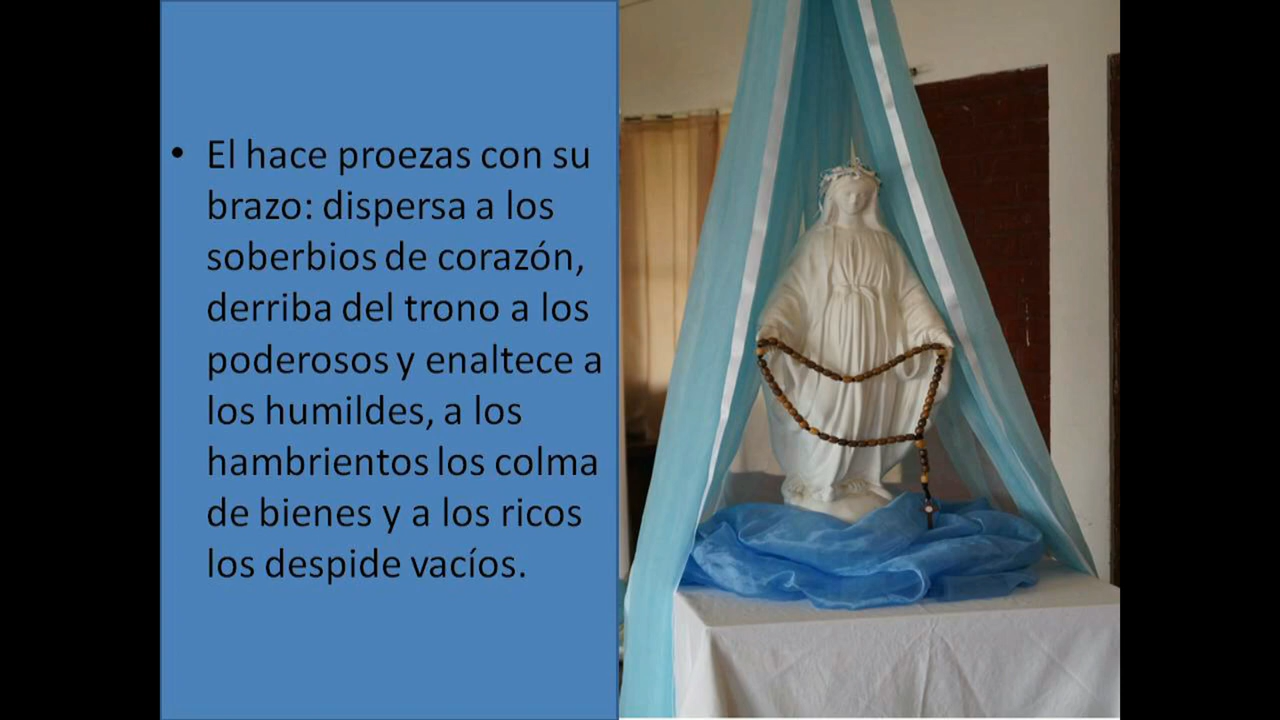 • El hace proezas con su
brazo: dispersa a los
soberbios de corazón,
derriba del trono a los
poderosos y enaltece a
los humildes, a los
hambrientos los colma
de bienes y a los ricos
los despide vacíos.